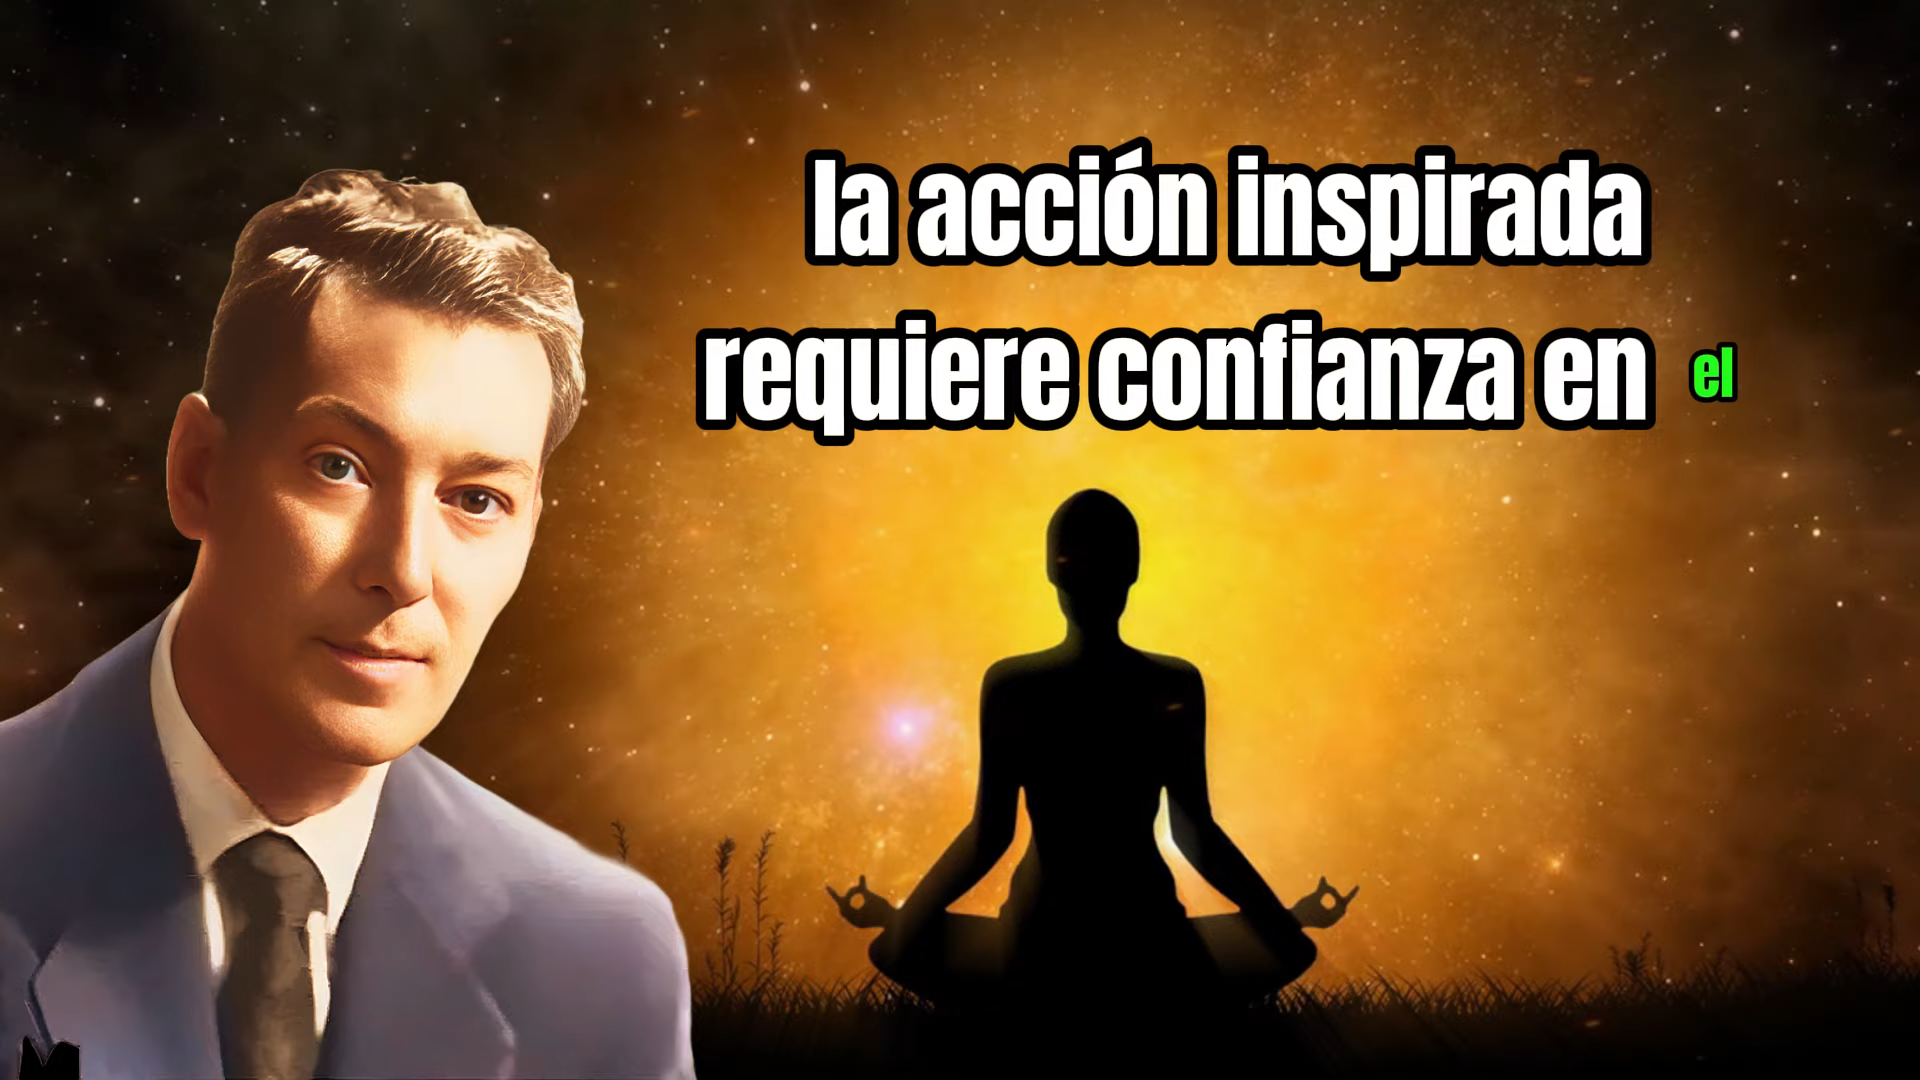 la acción inspirada
requiere confianza en el